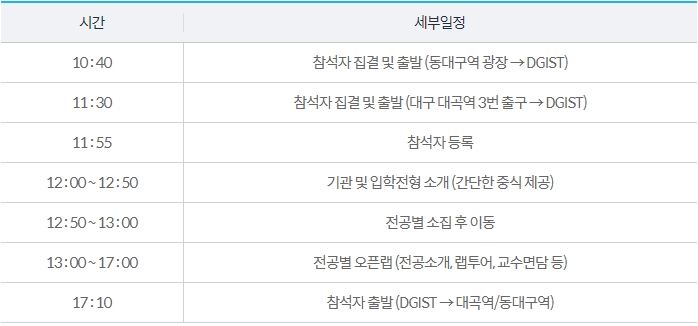 시간 세부일정
10:40 참석자 집결 및 출발 (동대구역 광장 → DGIST)
11:30 참석자 집결 및 출발 (대구 대곡역 3번 출구 → DGIST)
11:55 참석자 등록
12:00 ~ 12:50 기관 및 입학전형 소개 (간단한 중식 제공)
12:50 ~ 13:00 전공별 소집 후 이동
13:00 ~ 17:00 전공별 오픈랩 (전공소개, 랩투어, 교수면담 등)
17:10 참석자 출발 (DGIST → 대곡역/동대구역)